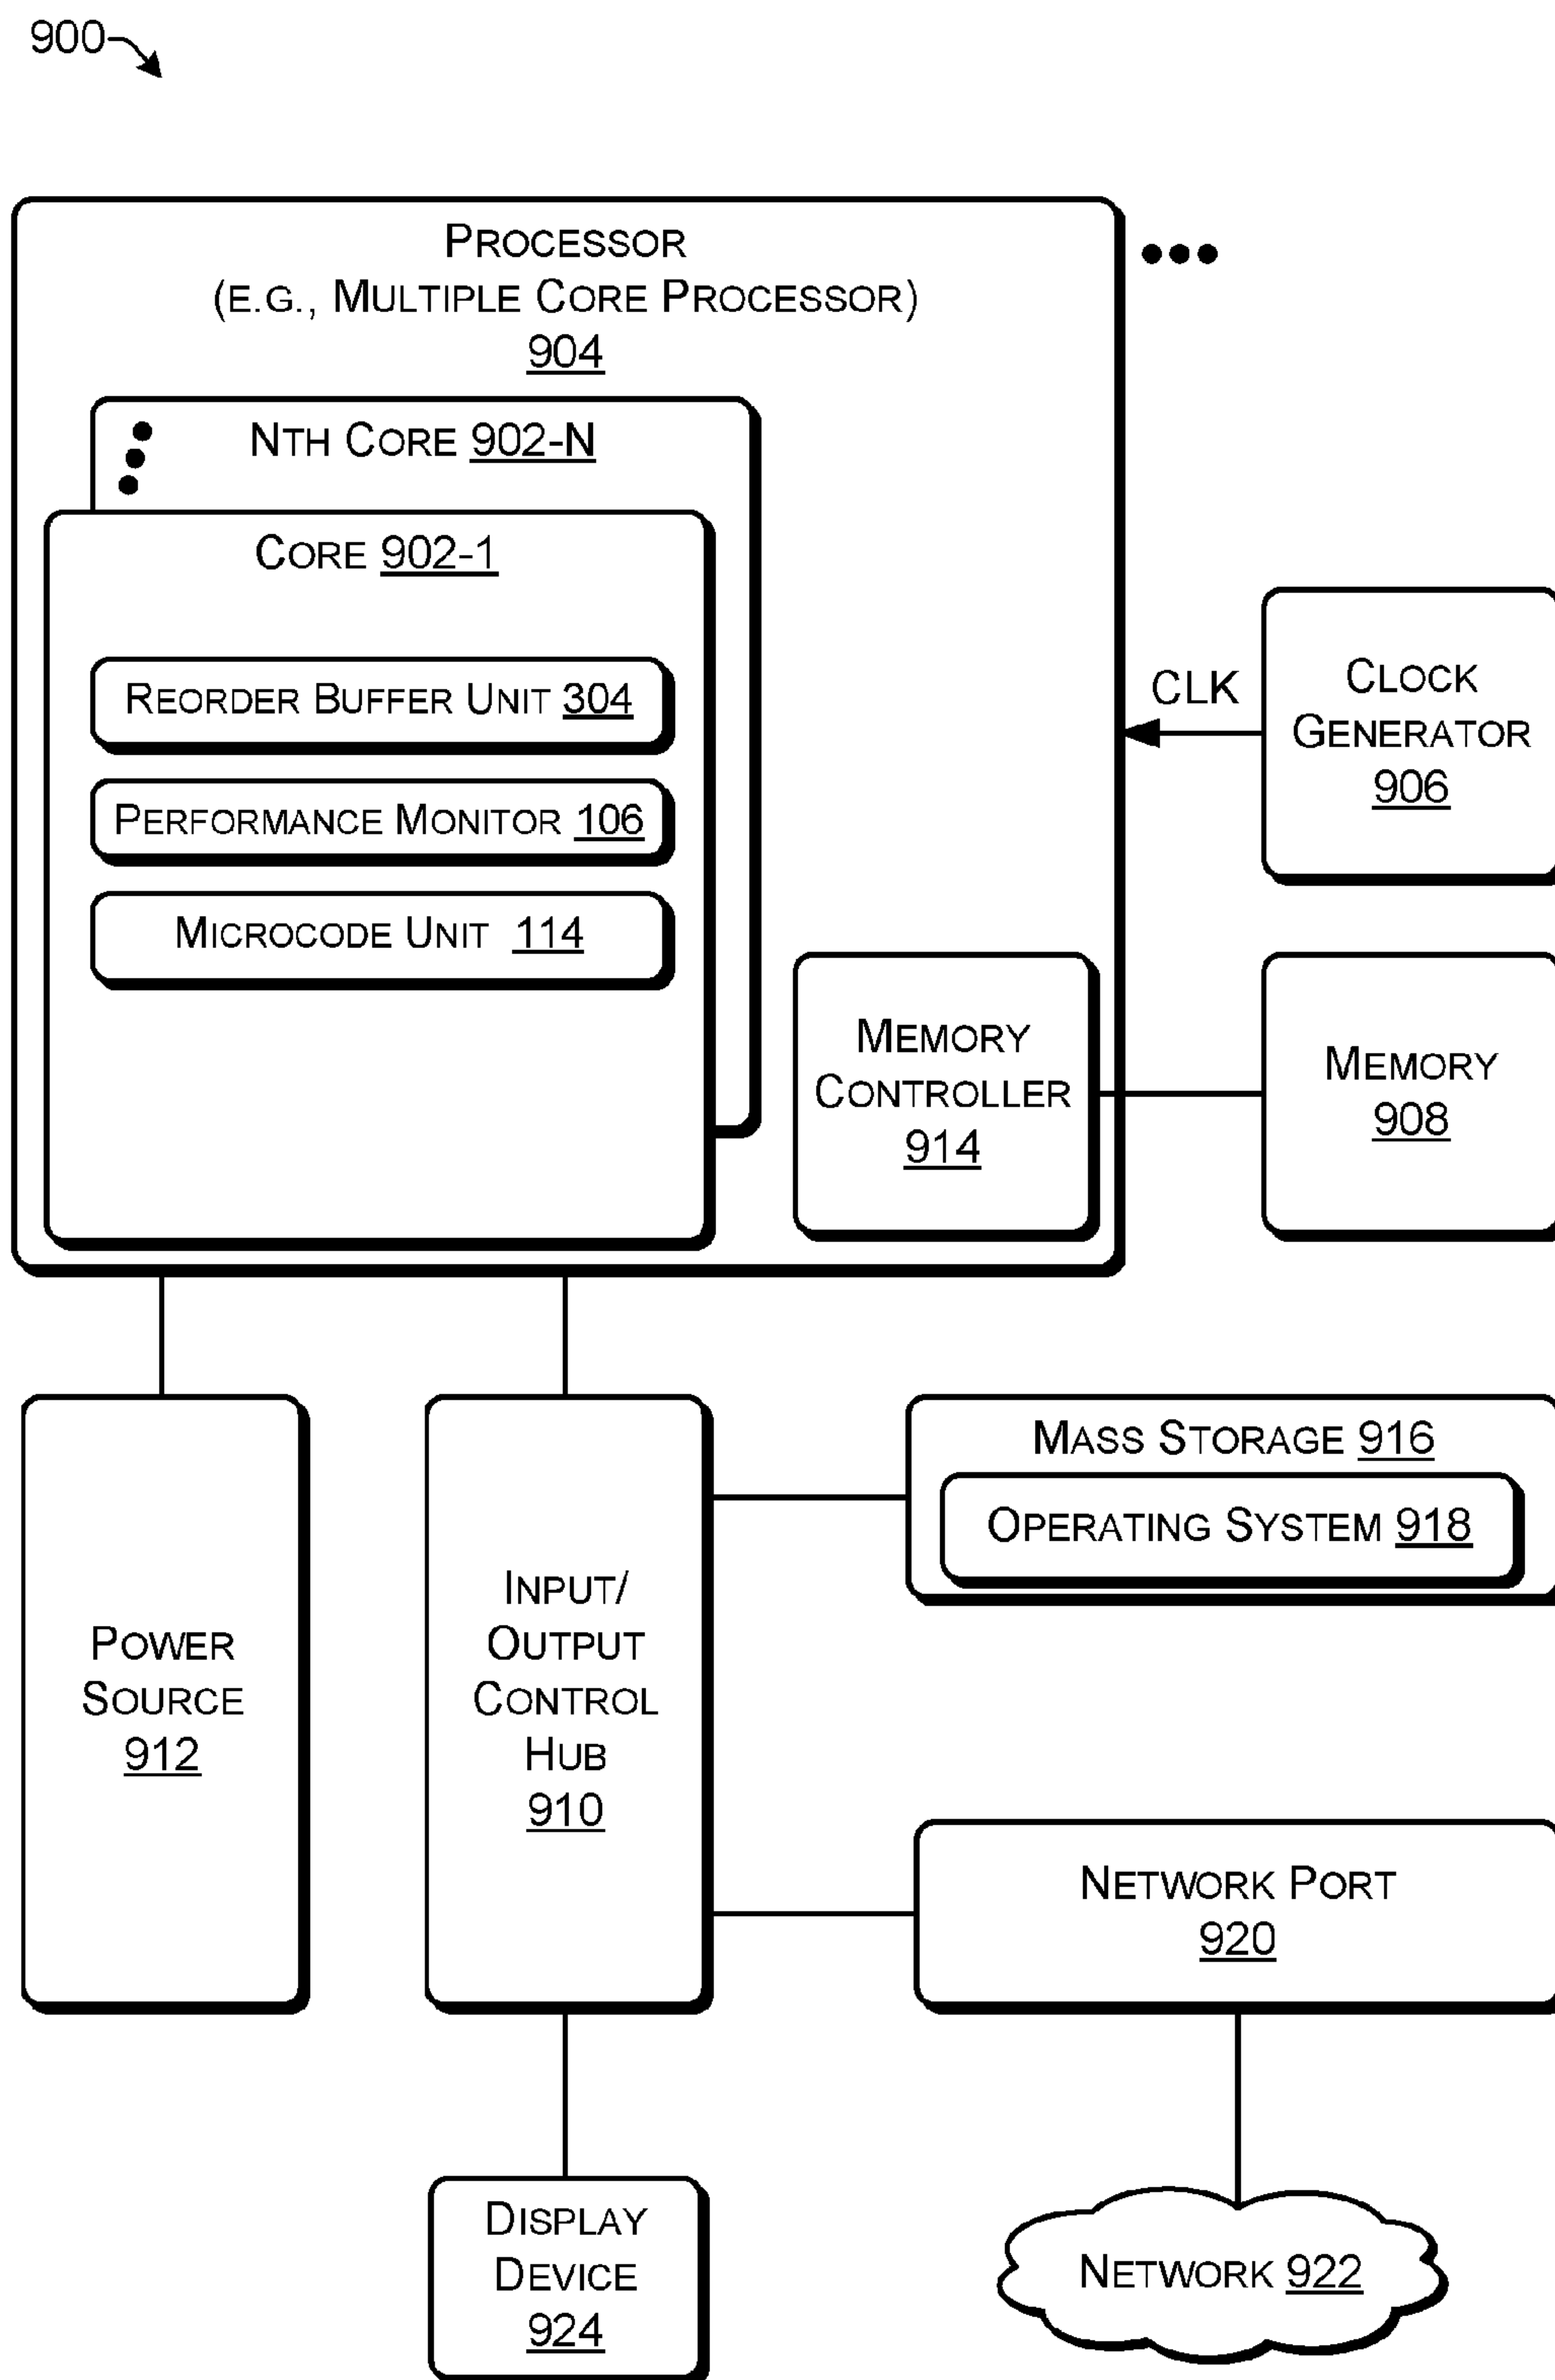 900
PROCESSOR
(E.G., MULTIPLE CORE PROCESSOR)
904
NTH CORE 902-N
CORE 902-1
REORDER BUFFER UNIT 304
PERFORMANCE MONITOR 106
MICROCODE UNIT 114
CLK
CLOCK
GENERATOR
906
MEMORY
CONTROLLER
914
MEMORY
908
POWER
SOURCE
912
INPUT/
OUTPUT
CONTROL
HUB
910
MASS STORAGE 916
OPERATING SYSTEM 918
NETWORK PORT
920
DISPLAY
DEVICE
924
NETWORK 922